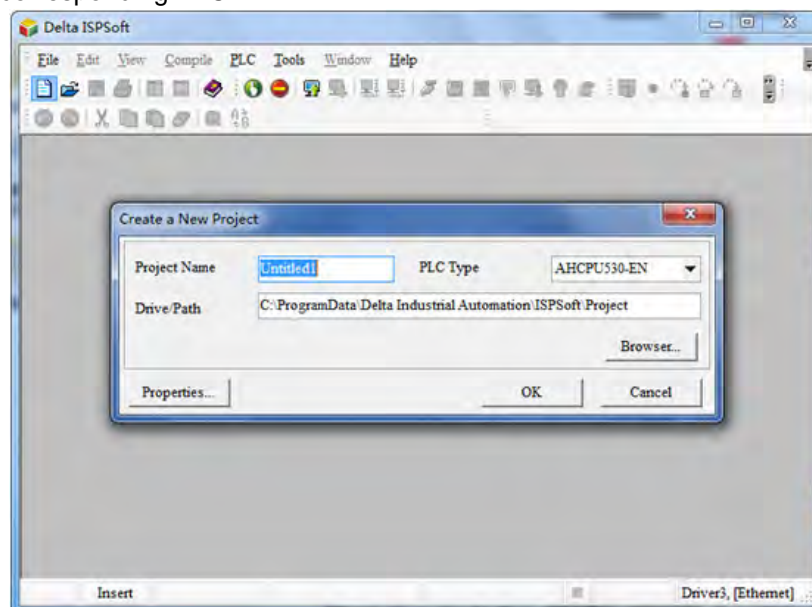 Delta ISPSoft
File Edit View Compile PLC Tools Window Help
Create a New Project
Project Name Untitled1 PLC Type AHCPU530-EN
Drive/Path C:\ProgramData\Delta Industrial Automation\ISPSoft\Project
Browser...
Properties... OK Cancel
Insert Driver3, [Ethernet]